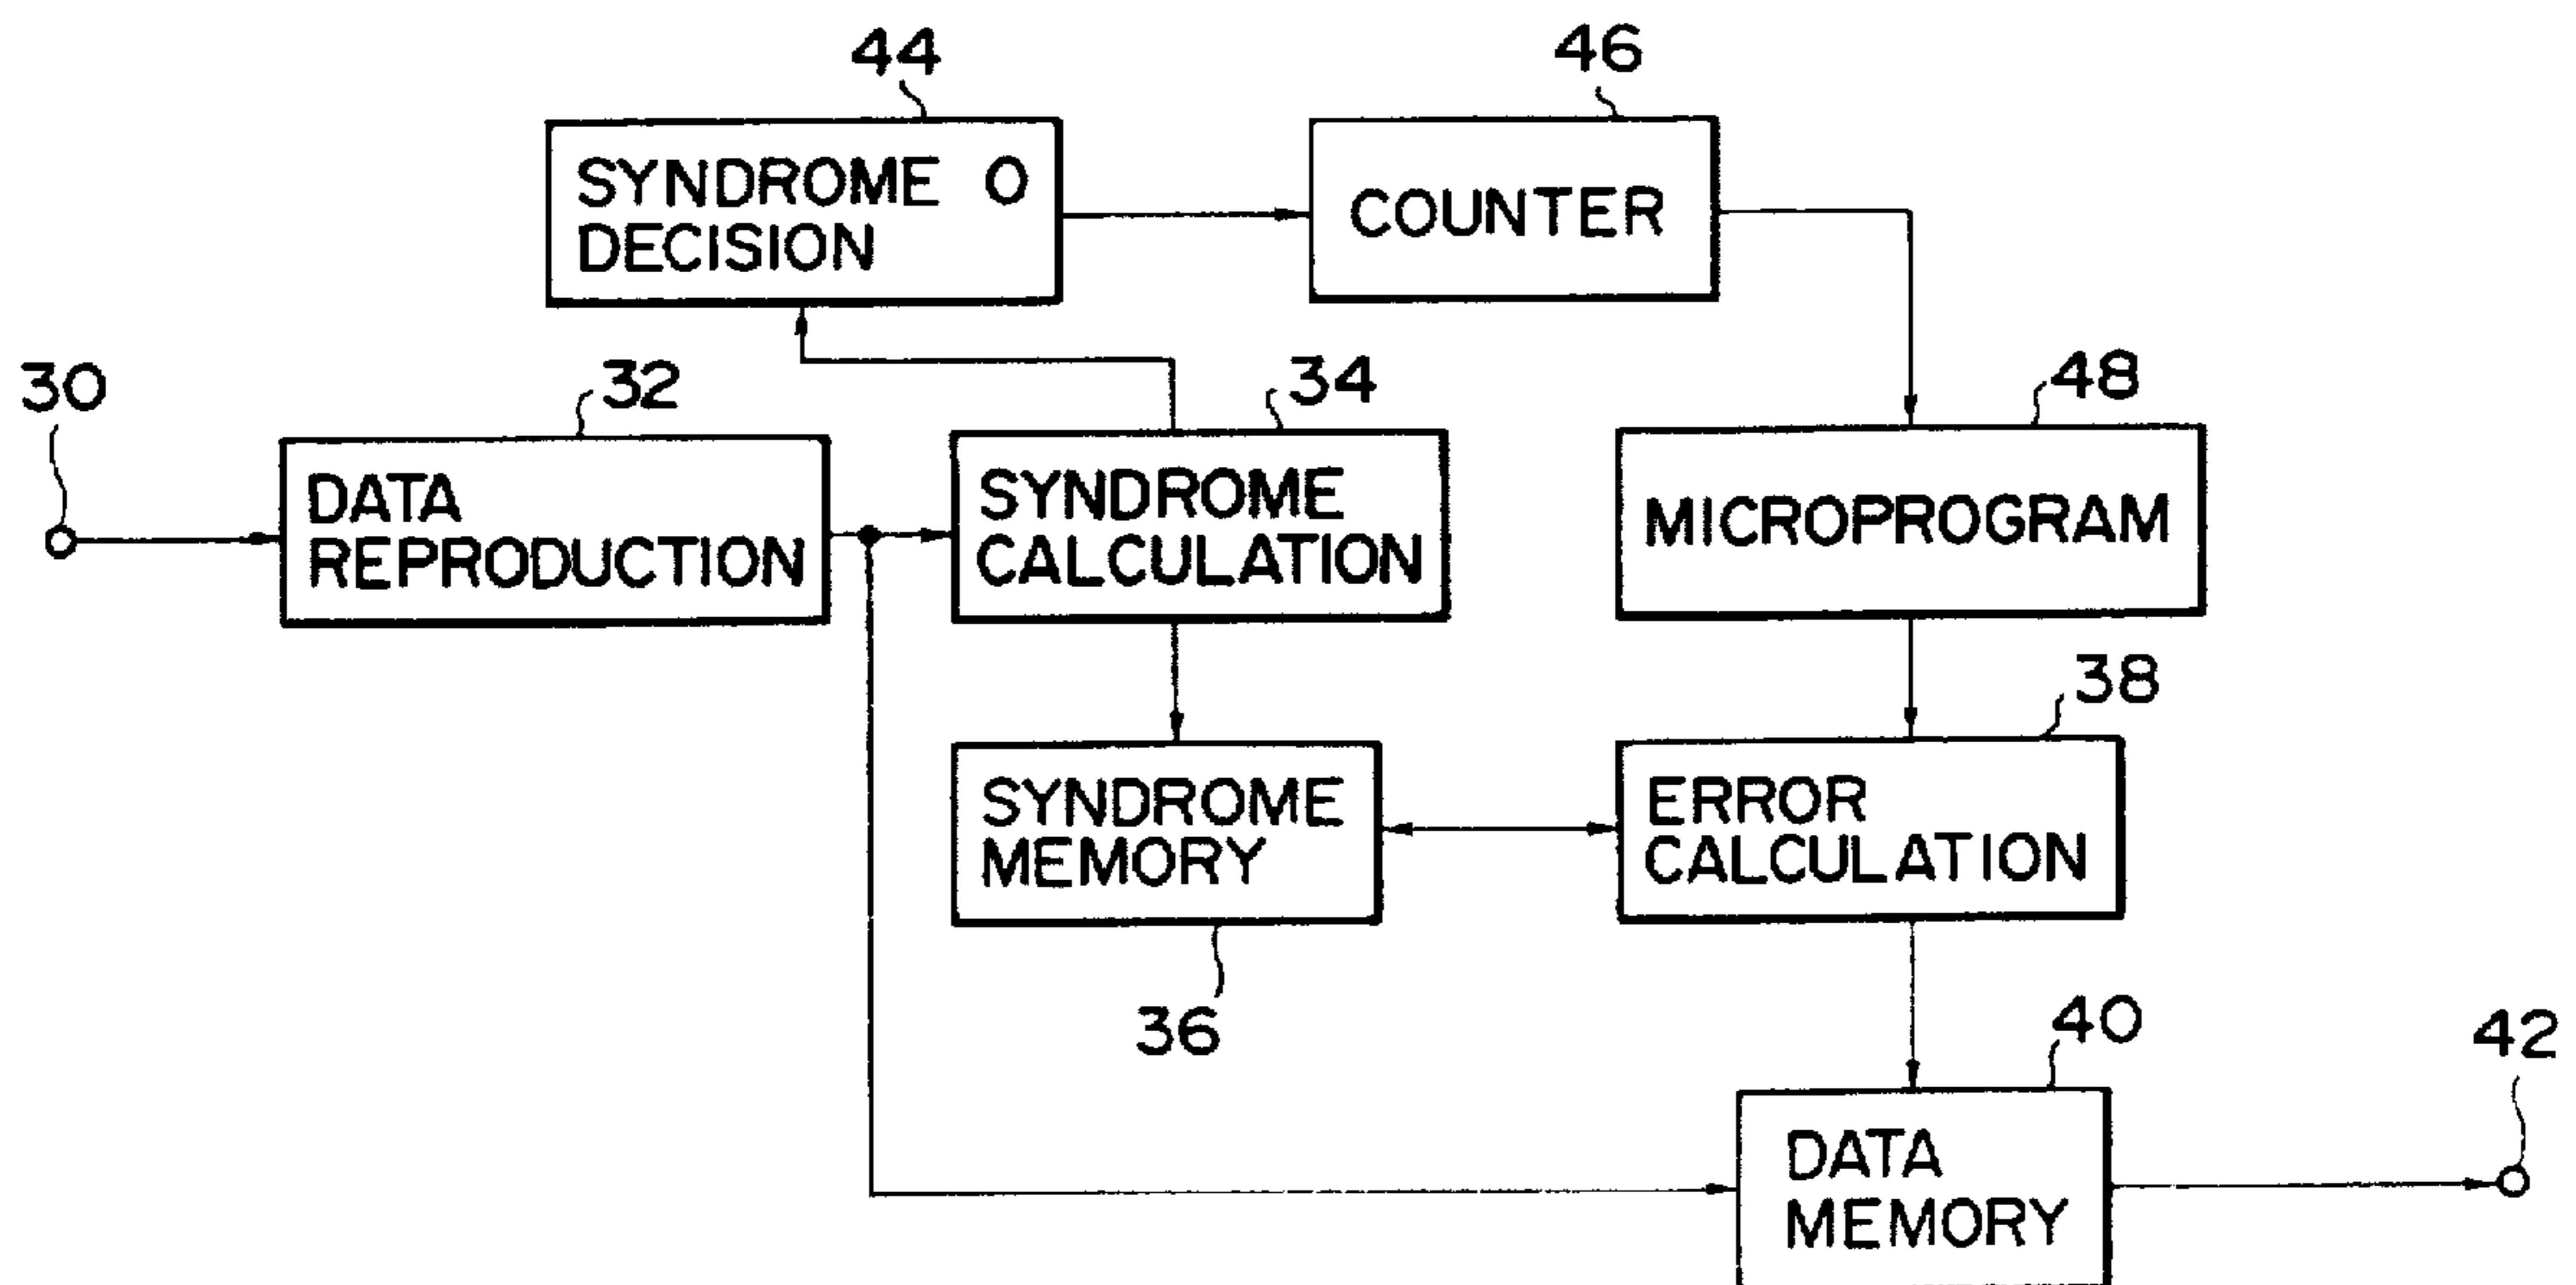 44
46
SYNDROME 0
DECISION
COUNTER
30
32
34
48
DATA
REPRODUCTION
SYNDROME
CALCULATION
MICROPROGRAM
38
SYNDROME
MEMORY
ERROR
CALCULATION
36
40
42
DATA
MEMORY